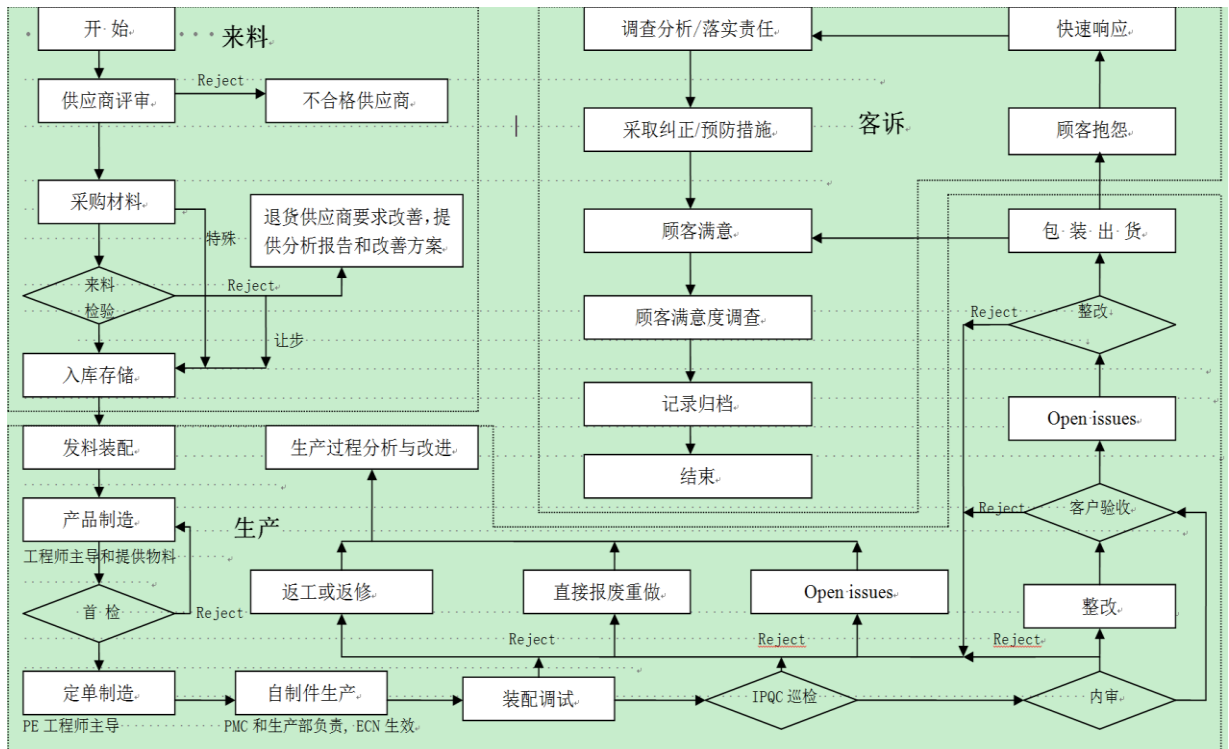 开 始
来料
供应商评审
Reject
不合格供应商
采购材料
特殊
退货供应商要求改善，提
供分析报告和改善方案
来料
检验
Reject
让步
入库存储
调查分析/落实责任
快速响应
采取纠正/预防措施
客诉
顾客抱怨
顾客满意
包 装 出 货
顾客满意度调查
Reject
整改
记录归档
Open issues
结束
Reject
客户验收
发料装配
生产过程分析与改进
产品制造
生产
工程师主导和提供物料
首 检
Reject
返工或返修
直接报废重做
Open issues
整改
Reject
Reject
Reject
定单制造
自制件生产
装配调试
IPQC 巡检
内审
PE 工程师主导
PMC 和生产部负责，ECN 生效